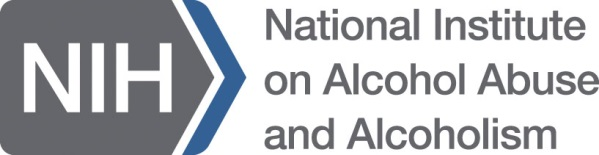 NIH
National Institute
on Alcohol Abuse
and Alcoholism